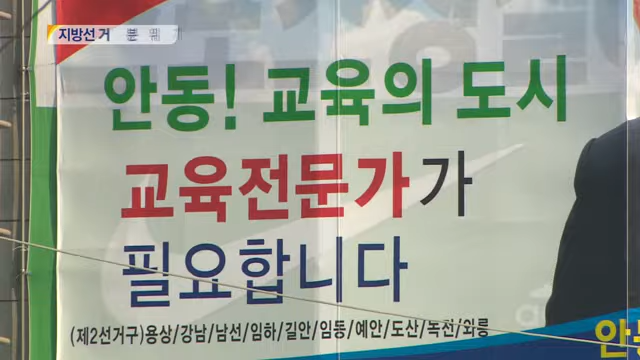 지방선거
안동! 교육의 도시
교육전문가가
필요합니다
(제2선거구)용상/강남/남선/임하/길안/임동/예안/도산/녹전/와룡
안